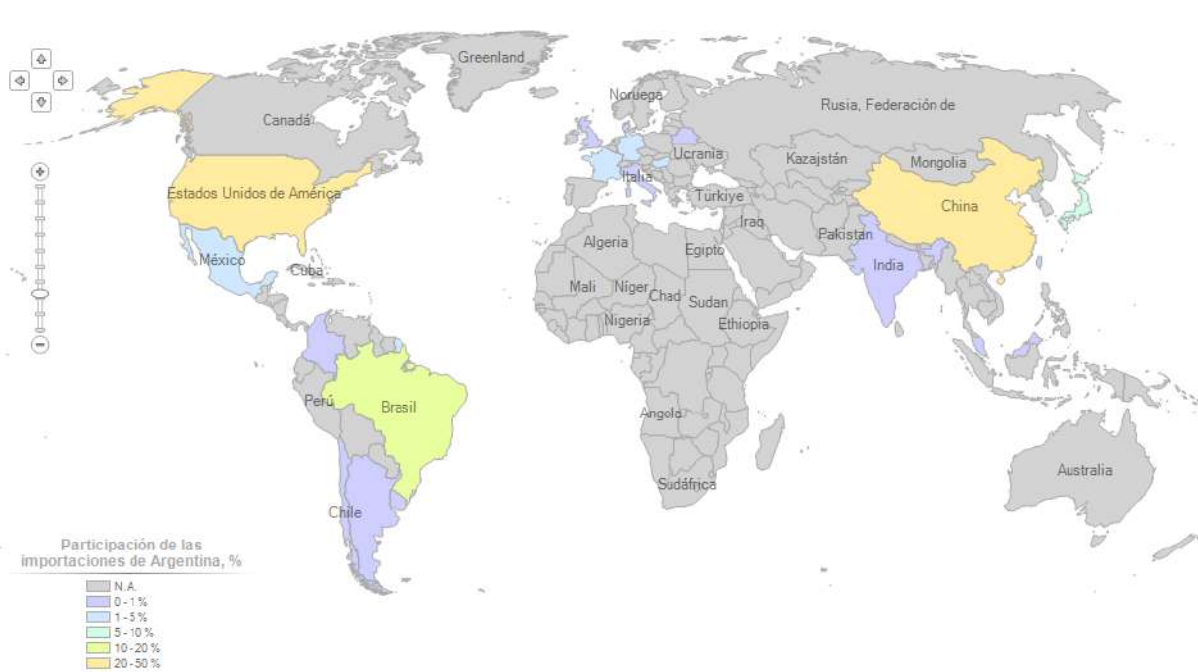 Greenland
Noruega
Rusia, Federación de
Canadá
Ucrania
Kazajstán
Mongolia
Italia
Estados Unidos de América
Türkiye
China
Iraq
Pakistán
Algeria
Egipto
México
India
Cuba
Mali
Níger
Chad
Sudan
Nigeria
Ethiopia
Perú
Brasil
Angola
Australia
Sudáfrica
Chile
Participación de las
importaciones de Argentina, %
N.A.
0 - 1 %
1 - 5 %
5 - 10 %
10 - 20 %
20 - 50 %